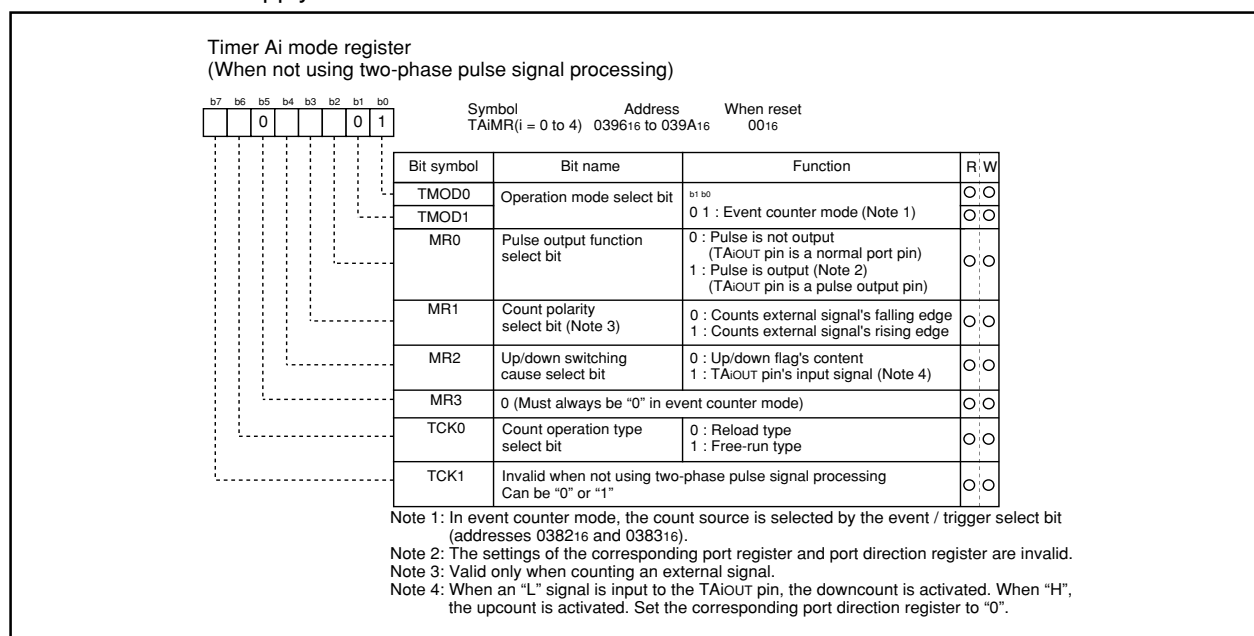 Timer Ai mode register
(When not using two-phase pulse signal processing)
b7 b6 b5 b4 b3 b2 b1 b0
0 0 1
Symbol Address When reset
TAiMR(i = 0 to 4) 039616 to 039A16 0016
Bit symbol Bit name Function R W
TMOD0 Operation mode select bit b1 b0
TMOD1 0 1 : Event counter mode (Note 1)
MR0 Pulse output function 0 : Pulse is not output
select bit (TAiOUT pin is a normal port pin)
1 : Pulse is output (Note 2)
(TAiOUT pin is a pulse output pin)
MR1 Count polarity 0 : Counts external signal's falling edge
select bit (Note 3) 1 : Counts external signal's rising edge
MR2 Up/down switching 0 : Up/down flag's content
cause select bit 1 : TAiOUT pin's input signal (Note 4)
MR3 0 (Must always be “0” in event counter mode)
TCK0 Count operation type 0 : Reload type
select bit 1 : Free-run type
TCK1 Invalid when not using two-phase pulse signal processing
Can be “0” or “1”
Note 1: In event counter mode, the count source is selected by the event / trigger select bit
(addresses 038216 and 038316).
Note 2: The settings of the corresponding port register and port direction register are invalid.
Note 3: Valid only when counting an external signal.
Note 4: When an “L” signal is input to the TAiOUT pin, the downcount is activated. When “H”,
the upcount is activated. Set the corresponding port direction register to “0”.